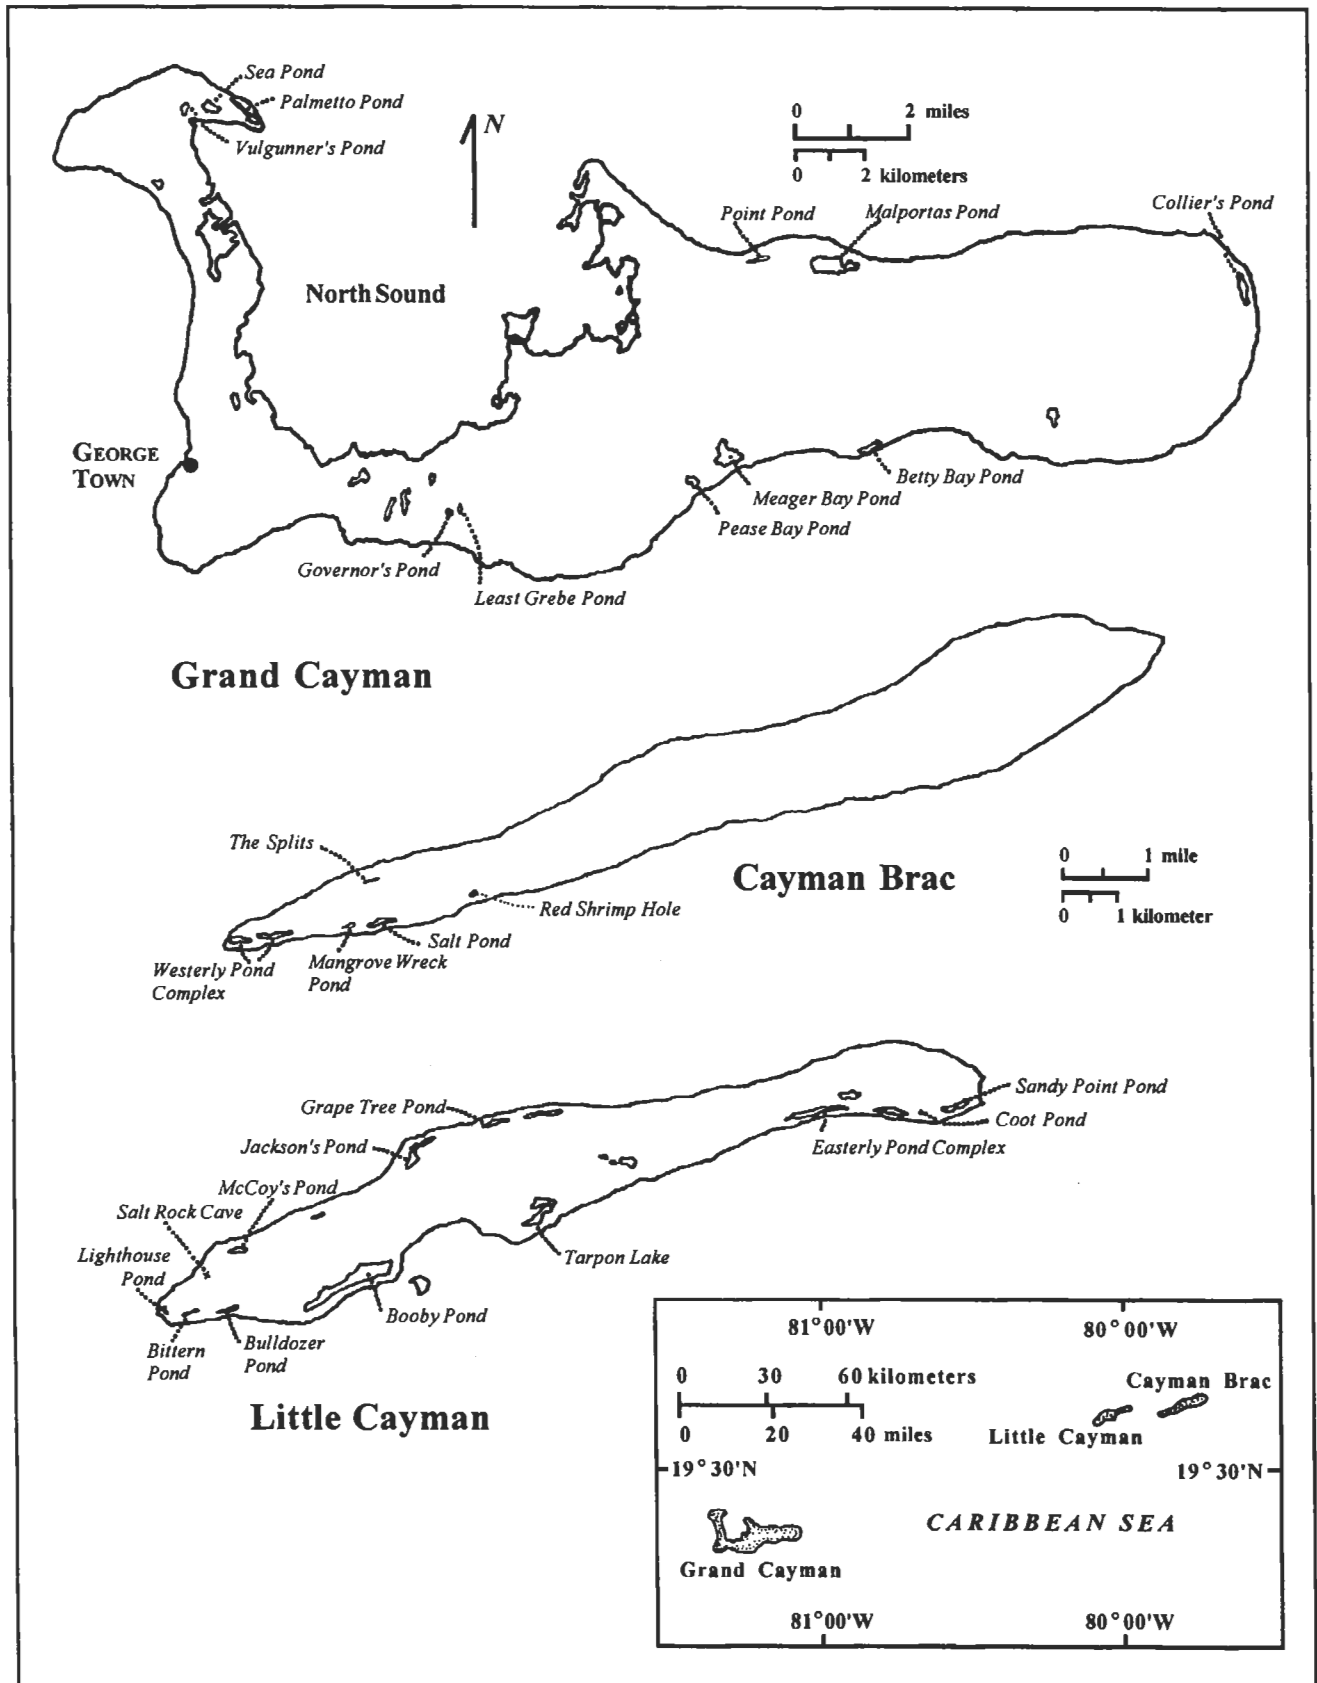 Sea Pond
Palmetto Pond
Vulgunner's Pond
N
0 2 miles
0 2 kilometers
Point Pond
Malportas Pond
Collier's Pond
North Sound
GEORGE
TOWN
Betty Bay Pond
Meager Bay Pond
Pease Bay Pond
Governor's Pond
Least Grebe Pond
Grand Cayman
The Splits
Cayman Brac
0 1 mile
0 1 kilometer
Red Shrimp Hole
Salt Pond
Mangrove Wreck
Pond
Westerly Pond
Complex
Sandy Point Pond
Coot Pond
Easterly Pond Complex
Grape Tree Pond
Jackson's Pond
McCoy's Pond
Salt Rock Cave
Lighthouse
Pond
Tarpon Lake
Booby Pond
Bulldozer
Pond
Bittern
Pond
Little Cayman
81°00'W 80°00'W
0 30 60 kilometers
0 20 40 miles
Cayman Brac
Little Cayman
19°30'N 19°30'N
CARIBBEAN SEA
Grand Cayman
81°00'W 80°00'W